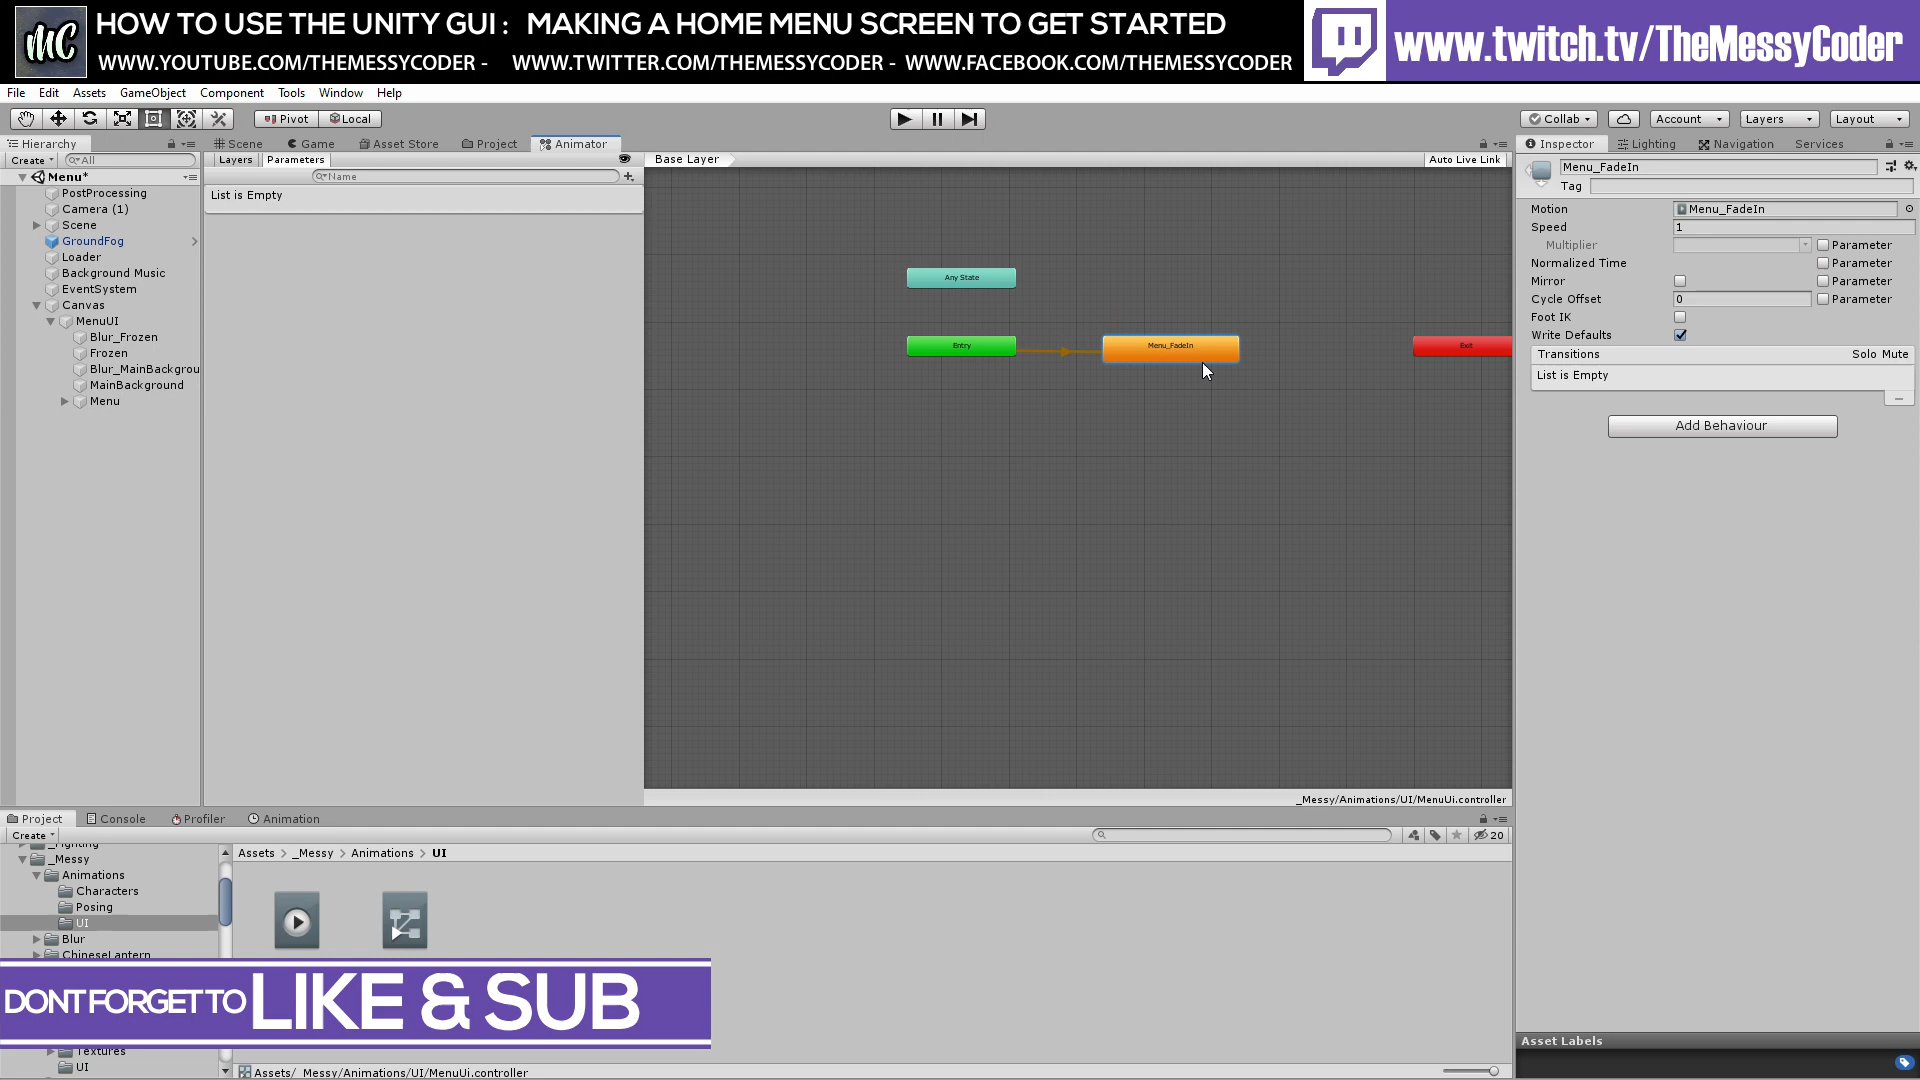 MC
HOW TO USE THE UNITY GUI : MAKING A HOME MENU SCREEN TO GET STARTED
WWW.YOUTUBE.COM/THEMESSYCODER - WWW.TWITTER.COM/THEMESSYCODER - WWW.FACEBOOK.COM/THEMESSYCODER
www.twitch.tv/TheMessyCoder
File Edit Assets GameObject Component Tools Window Help
Pivot Local Collab Account Layers Layout
Hierarchy Scene Game Asset Store Project Animator Inspector Lighting Navigation Services
Create All Layers Parameters Base Layer Auto Live Link
Menu*
PostProcessing
Camera (1)
Scene
GroundFog
Loader
Background Music
EventSystem
Canvas
MenuUI
Blur_Frozen
Frozen
Blur_MainBackgrou
MainBackground
Menu
Name
List is Empty
Any State
Entry
Menu_FadeIn
Exit
_Messy/Animations/UI/MenuUi.controller
Menu_FadeIn
Tag
Motion Menu_FadeIn
Speed 1
Multiplier Parameter
Normalized Time Parameter
Mirror Parameter
Cycle Offset 0 Parameter
Foot IK
Write Defaults
Transitions Solo Mute
List is Empty
Add Behaviour
Project Console Profiler Animation
Create 20
_Messy
Animations
Characters
Posing
UI
Blur
ChineseLantern
Textures
UI
Assets > _Messy > Animations > UI
DONT FORGET TO LIKE & SUB
Assets/_Messy/Animations/UI/MenuUi.controller
Asset Labels